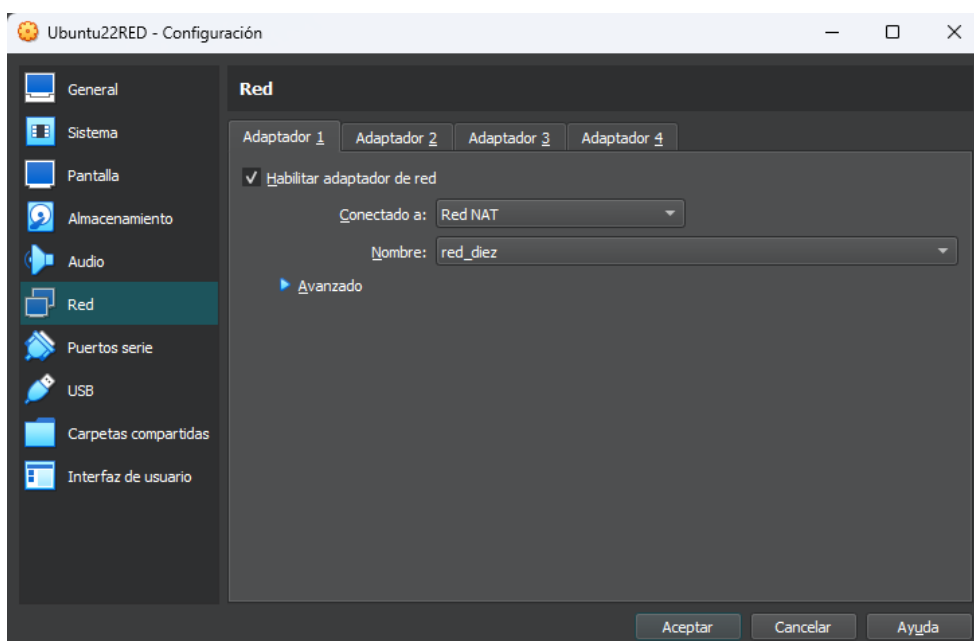 Ubuntu22RED - Configuración
General
Sistema
Pantalla
Almacenamiento
Audio
Red
Puertos serie
USB
Carpetas compartidas
Interfaz de usuario
Red
Adaptador 1 Adaptador 2 Adaptador 3 Adaptador 4
Habilitar adaptador de red
Conectado a: Red NAT
Nombre: red_diez
Avanzado
Aceptar Cancelar Ayuda